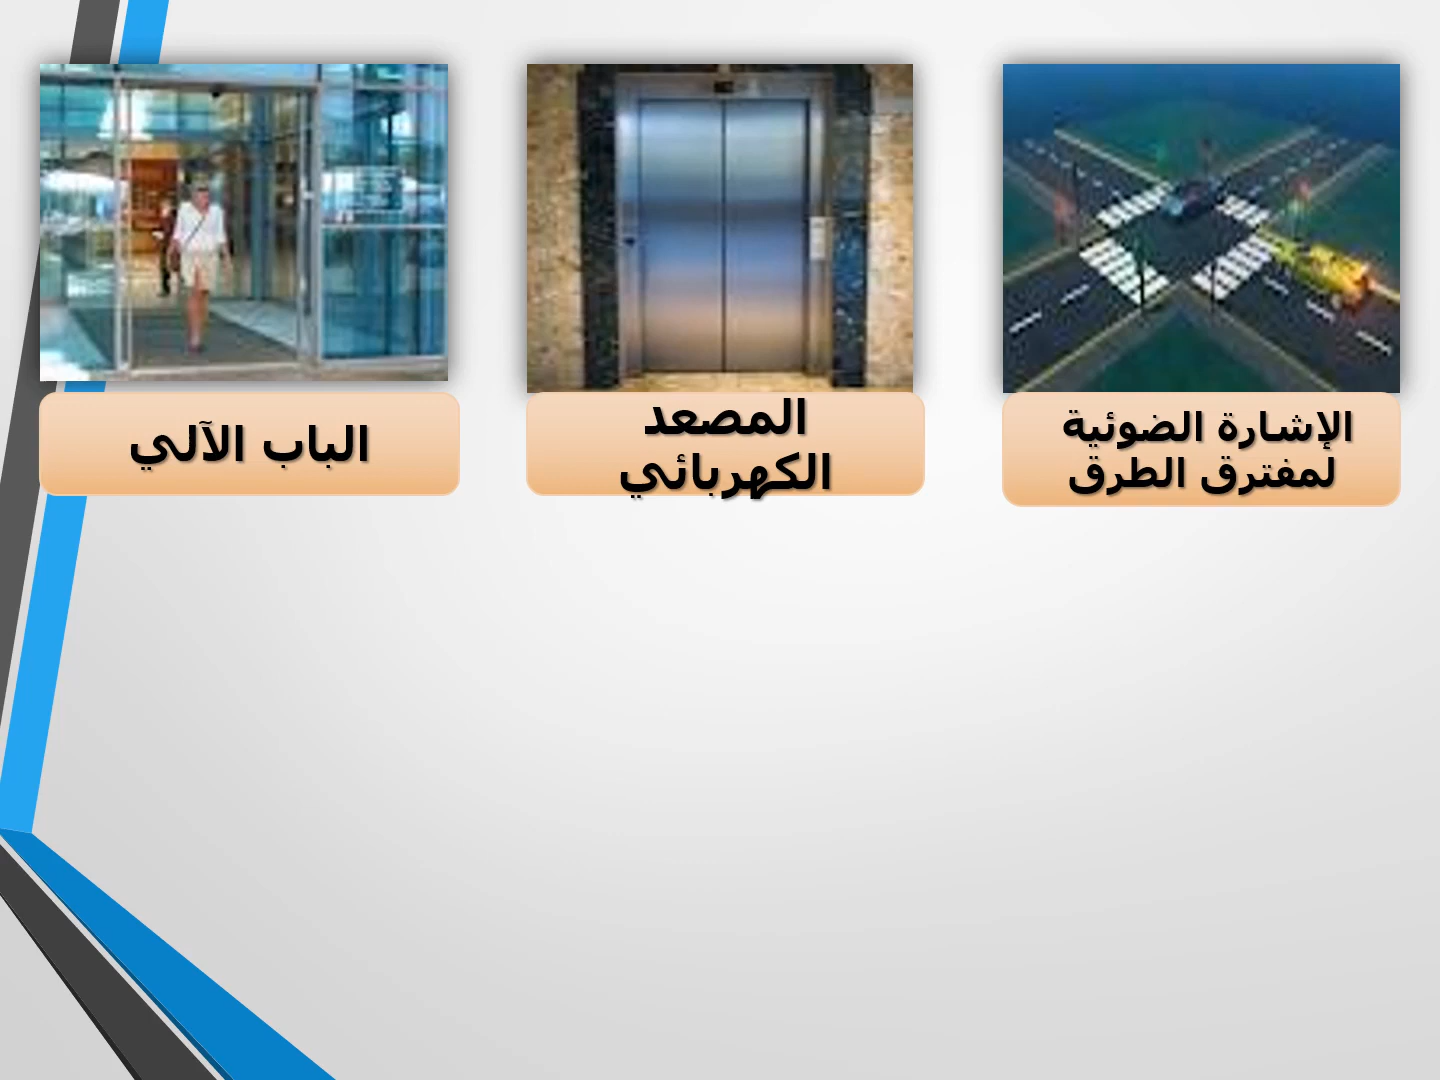 الإشارة الضوئية
لمفترق الطرق
المصعد
الكهربائي
الباب الآلي